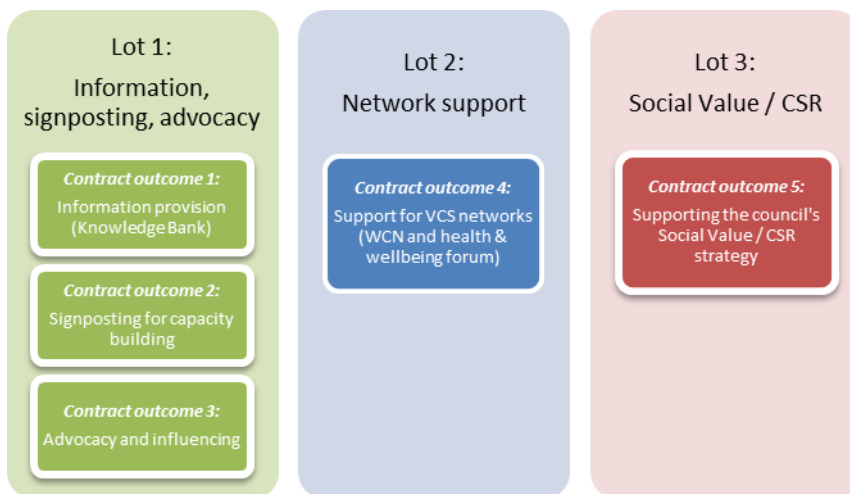 Lot 1:
Information,
signposting, advocacy
Contract outcome 1:
Information provision
(Knowledge Bank)
Contract outcome 2:
Signposting for capacity
building
Contract outcome 3:
Advocacy and influencing
Lot 2:
Network support
Contract outcome 4:
Support for VCS networks
(WCN and health &
wellbeing forum)
Lot 3:
Social Value / CSR
Contract outcome 5:
Supporting the council's
Social Value / CSR
strategy